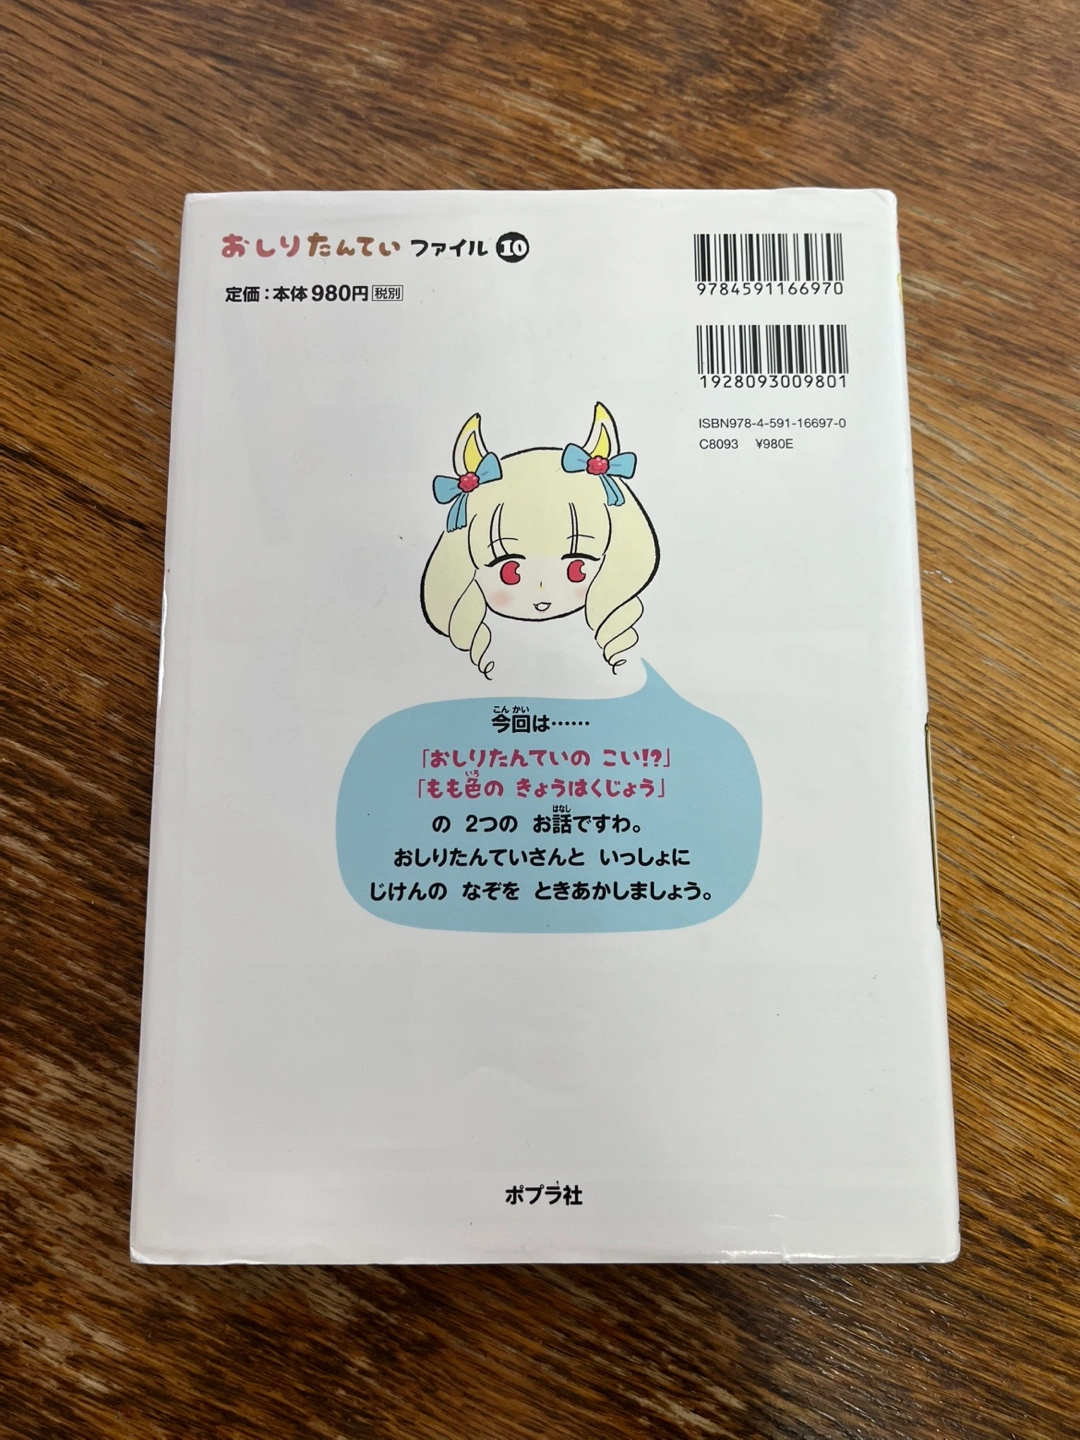 おしりたんてい ファイル 10
定価:本体980円 税別
9784591166970
1928093009801
ISBN978-4-591-16697-0
C8093 ¥980E
こんかい
今回は……
「おしりたんていの こい!?」
いろ
「もも色の きょうはくじょう」
はなし
の 2つの お話ですわ。
おしりたんていさんと いっしょに
じけんの なぞを ときあかしましょう。
ポプラ社